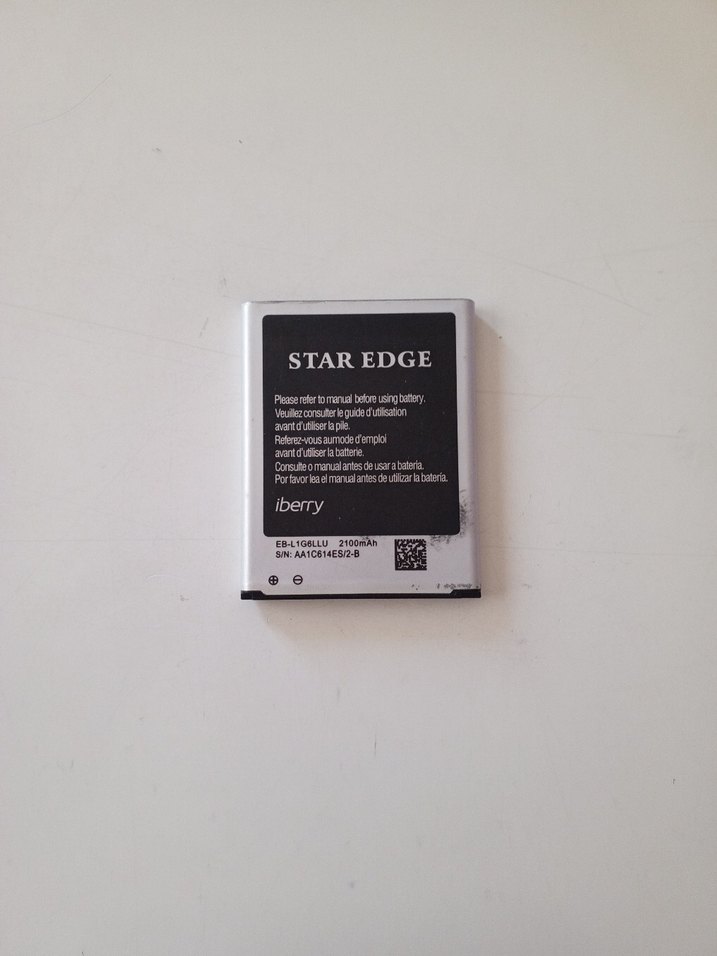 STAR EDGE
Please refer to manual before using battery.
Veuillez consulter le guide d'utilisation
avant d'utiliser la pile.
Referez-vous aumode d'emploi
avant d'utiliser la batterie.
Consulte o manual antes de usar a bateria.
Por favor lea el manual antes de utilizar la batería.
iberry
EB-L1G6LLU 2100mAh
S/N: AA1C614ES/2-B